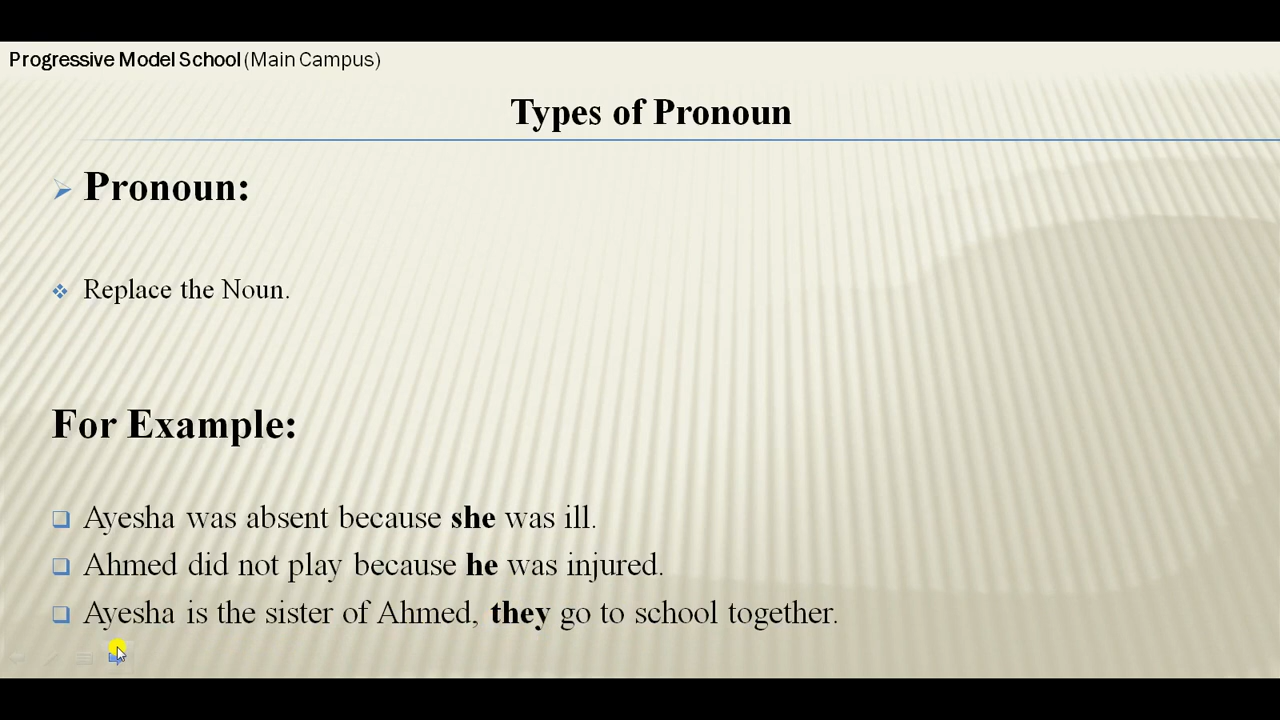 Progressive Model School (Main Campus)
Types of Pronoun
Pronoun:
Replace the Noun.
For Example:
Ayesha was absent because she was ill.
Ahmed did not play because he was injured.
Ayesha is the sister of Ahmed, they go to school together.